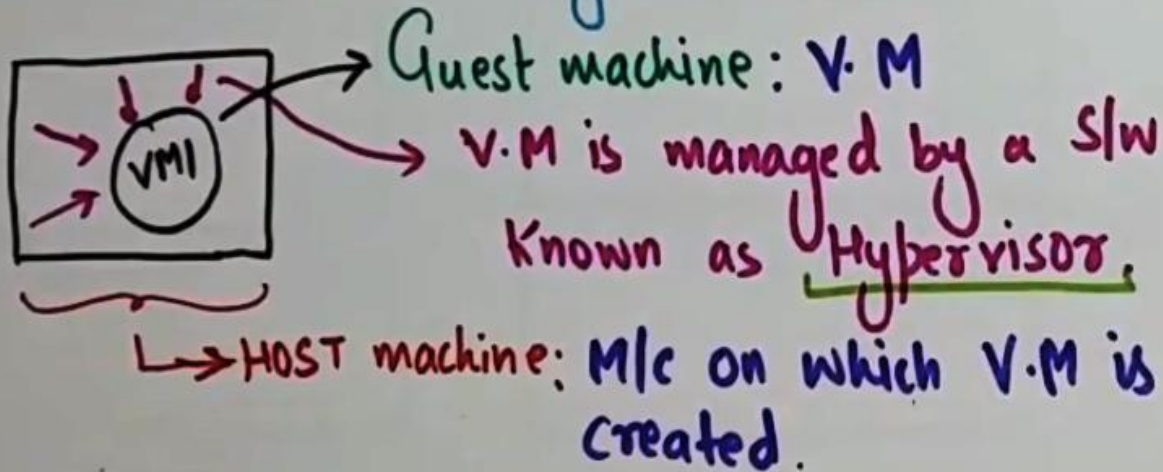 Guest machine: V.M
VM1
V.M is managed by a S/W
Known as Hypervisor.
HOST machine: M/c on which V.M is
created.